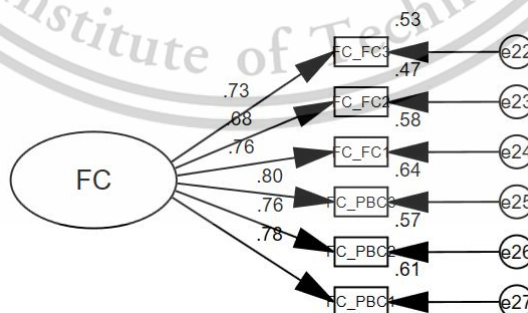 stitute of Techn
.53
FC_FC3
e22
.73
.47
FC_FC2
e23
.68
.58
FC_FC1
e24
.76
.64
FC
FC_PBC3
e25
.80
.57
FC_PBC2
e26
.76
.61
FC_PBC1
e27
.78